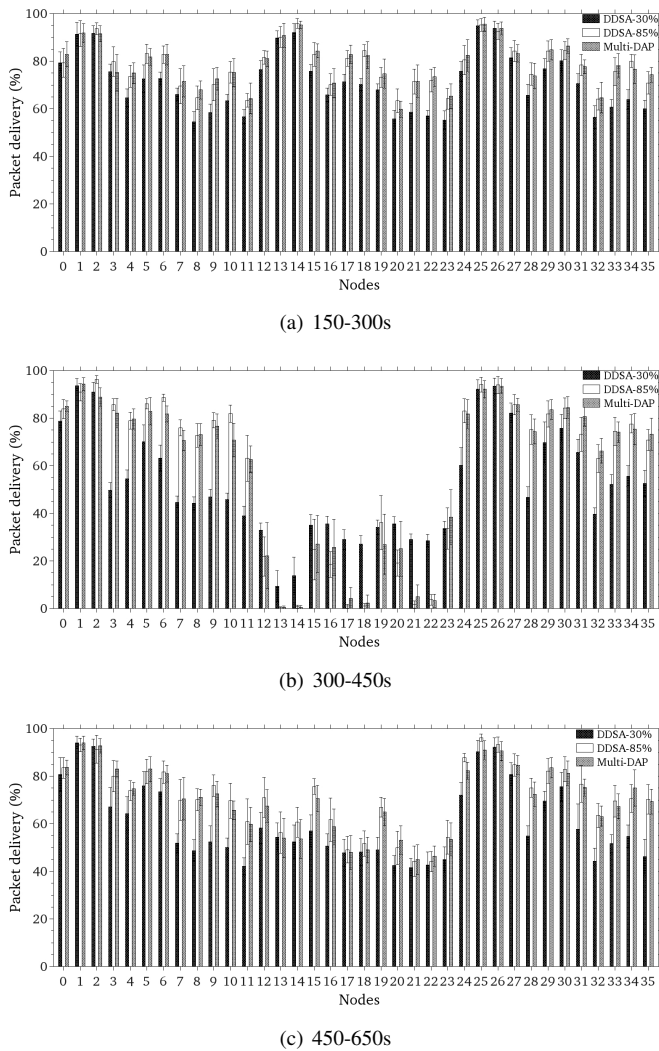 DDSA-30%
DDSA-85%
Multi-DAP
Packet delivery (%)
100
80
60
40
20
0
0 1 2 3 4 5 6 7 8 9 10 11 12 13 14 15 16 17 18 19 20 21 22 23 24 25 26 27 28 29 30 31 32 33 34 35
Nodes
(a) 150-300s
DDSA-30%
DDSA-85%
Multi-DAP
Packet delivery (%)
100
80
60
40
20
0
0 1 2 3 4 5 6 7 8 9 10 11 12 13 14 15 16 17 18 19 20 21 22 23 24 25 26 27 28 29 30 31 32 33 34 35
Nodes
(b) 300-450s
DDSA-30%
DDSA-85%
Multi-DAP
Packet delivery (%)
100
80
60
40
20
0
0 1 2 3 4 5 6 7 8 9 10 11 12 13 14 15 16 17 18 19 20 21 22 23 24 25 26 27 28 29 30 31 32 33 34 35
Nodes
(c) 450-650s